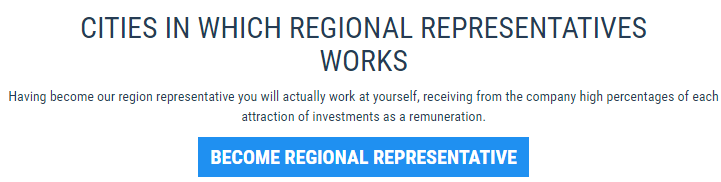 CITIES IN WHICH REGIONAL REPRESENTATIVES
WORKS
Having become our region representative you will actually work at yourself, receiving from the company high percentages of each
attraction of investments as a remuneration.
BECOME REGIONAL REPRESENTATIVE